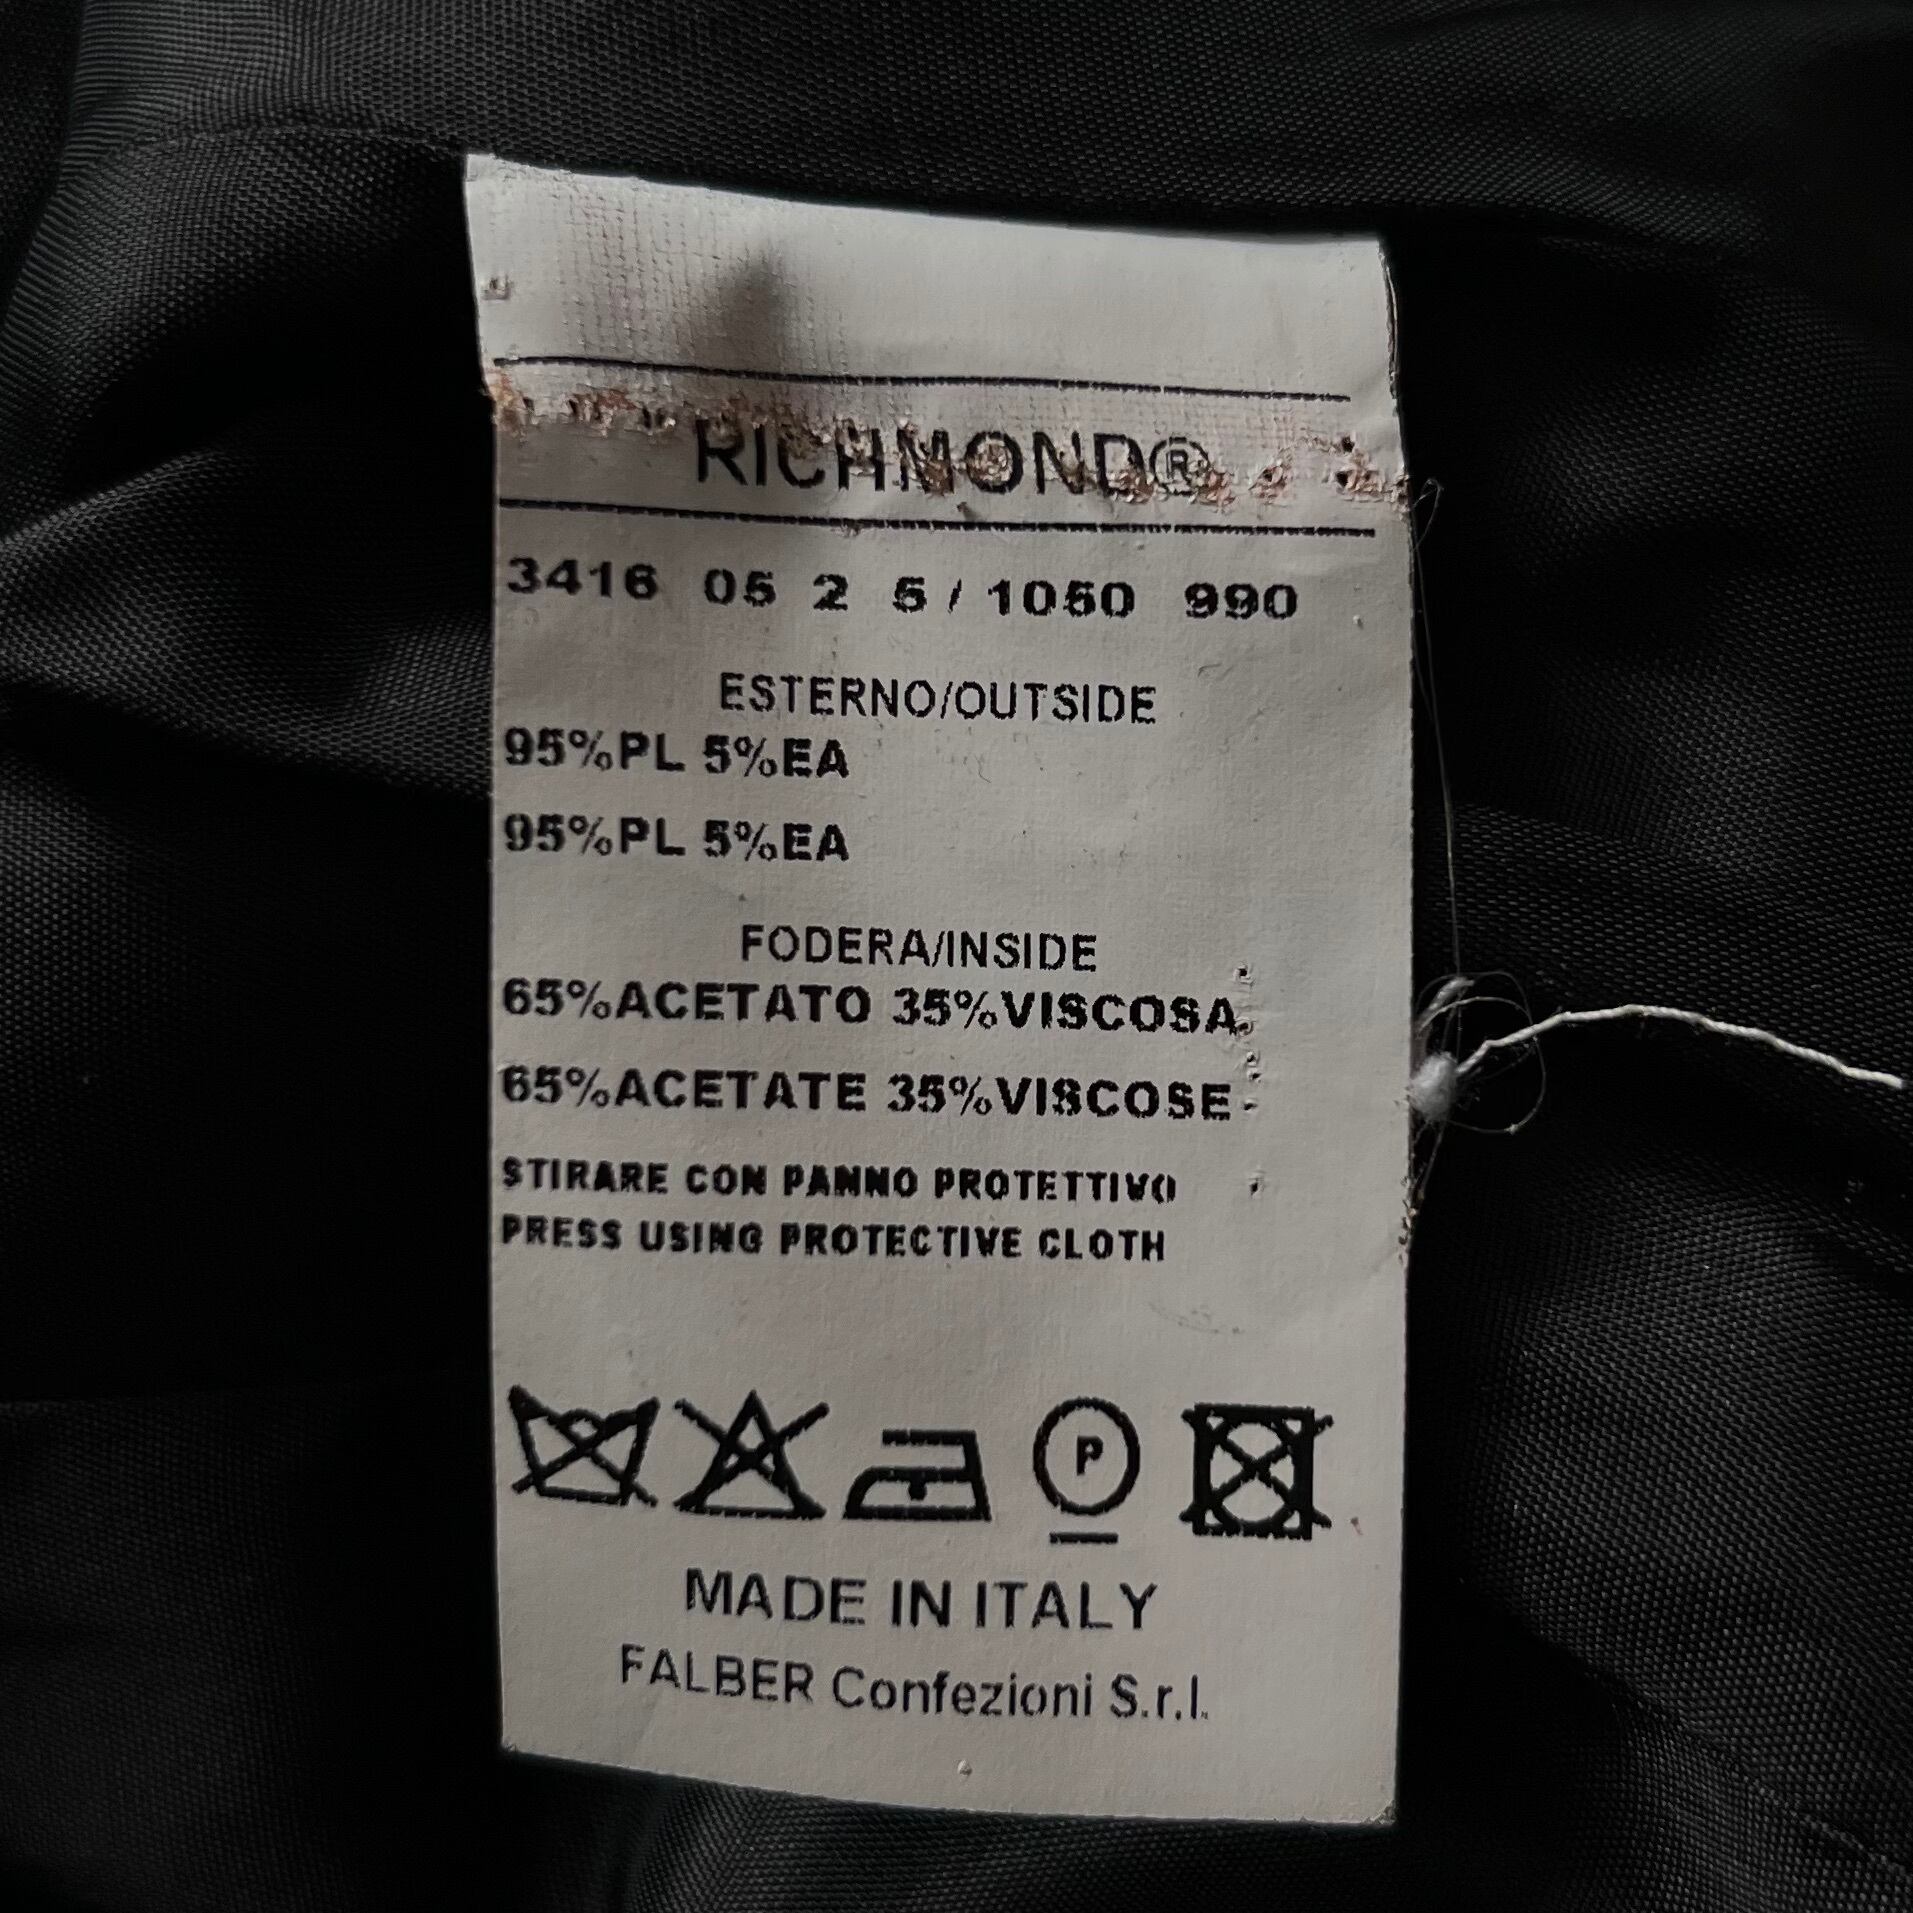 RICHMOND®
3416 05 2 5 / 1050 990
ESTERNO/OUTSIDE
95%PL 5%EA
95%PL 5%EA
FODERA/INSIDE
65%ACETATO 35%VISCOSA
65%ACETATE 35%VISCOSE
STIRARE CON PANNO PROTETTIVO
PRESS USING PROTECTIVE CLOTH
P
MADE IN ITALY
FALBER Confezioni S.r.l.